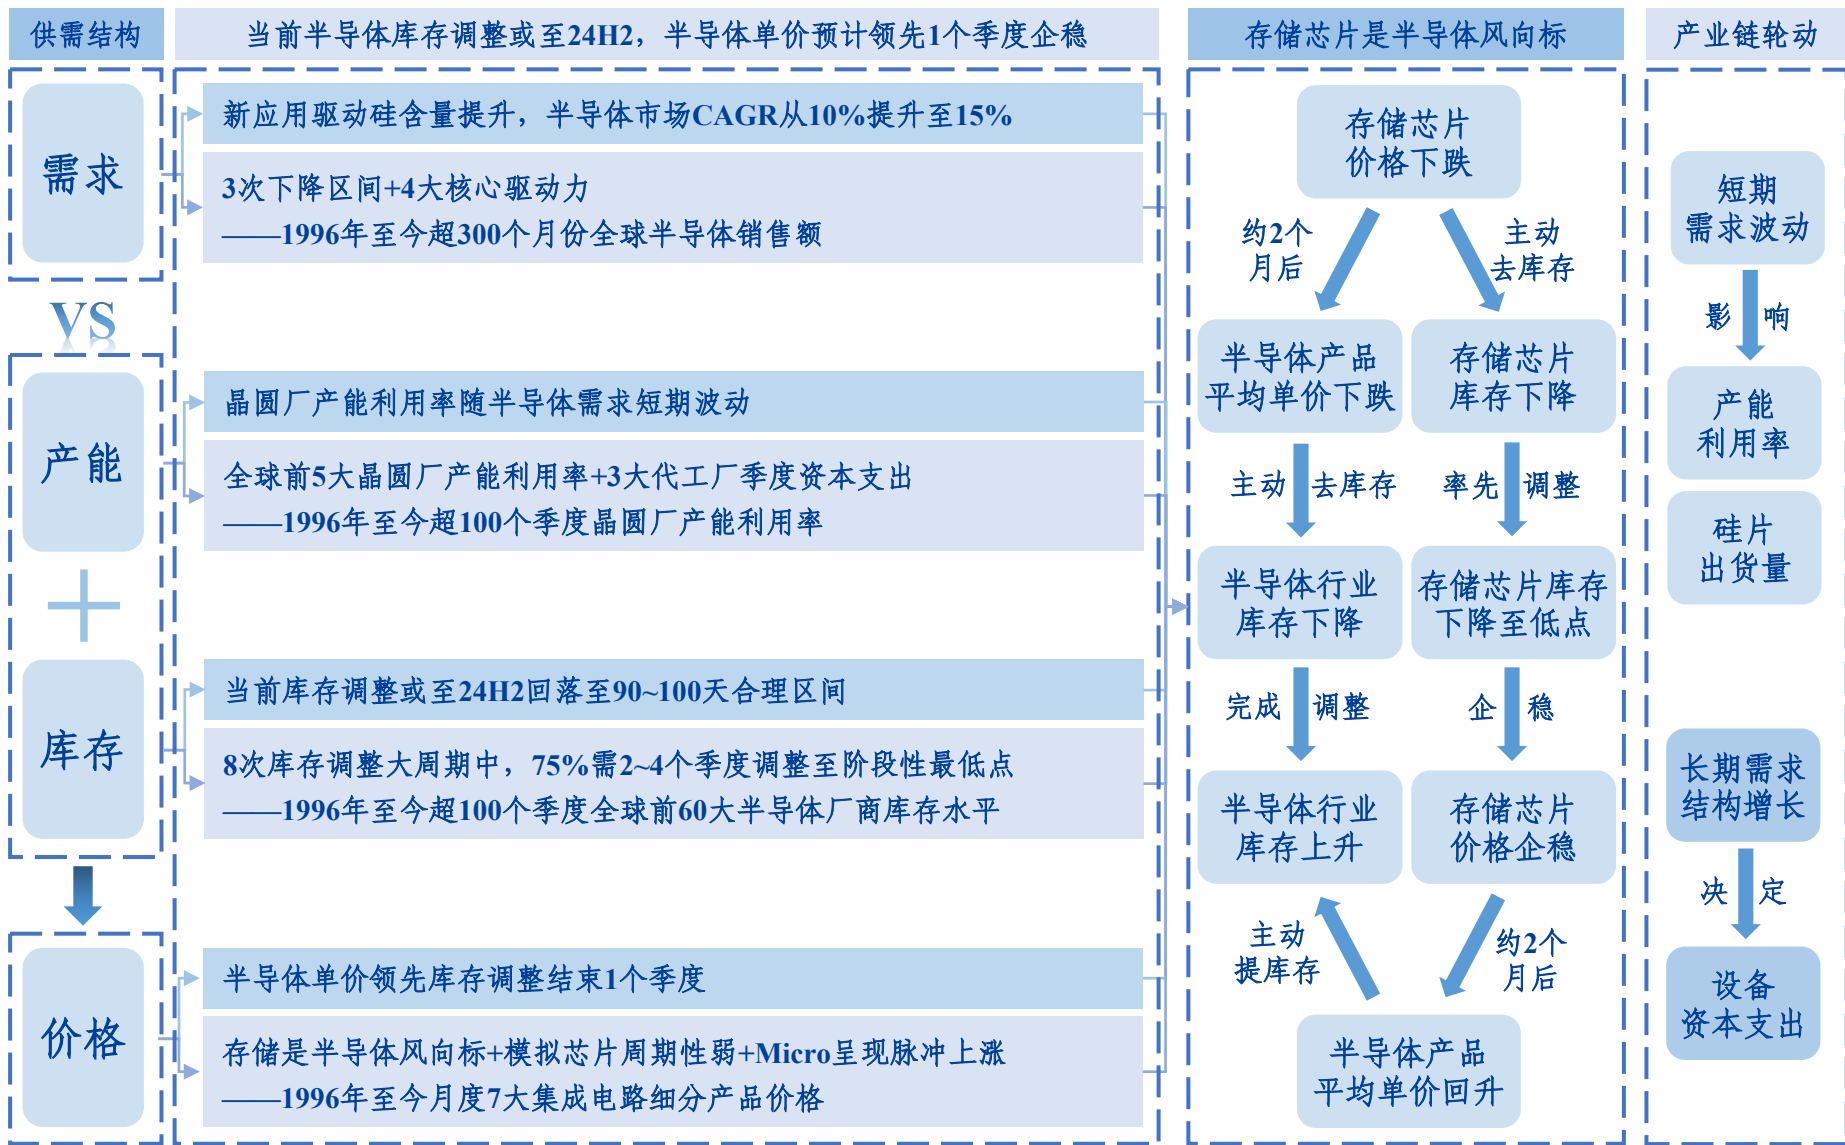 供需结构
当前半导体库存调整或至24H2，半导体单价预计领先1个季度企稳
存储芯片是半导体风向标
产业链轮动
需求
VS
产能
库存
价格
新应用驱动硅含量提升，半导体市场CAGR从10%提升至15%
3次下降区间+4大核心驱动力
——1996年至今超300个月份全球半导体销售额
晶圆厂产能利用率随半导体需求短期波动
全球前5大晶圆厂产能利用率+3大代工厂季度资本支出
——1996年至今超100个季度晶圆厂产能利用率
当前库存调整或至24H2回落至90~100天合理区间
8次库存调整大周期中，75%需2~4个季度调整至阶段性最低点
——1996年至今超100个季度全球前60大半导体厂商库存水平
半导体单价领先库存调整结束1个季度
存储是半导体风向标+模拟芯片周期性弱+Micro呈现脉冲上涨
——1996年至今月度7大集成电路细分产品价格
存储芯片
价格下跌
约2个
月后
主动
去库存
半导体产品
平均单价下跌
存储芯片
库存下降
主动 去库存
率先 调整
半导体行业
库存下降
存储芯片库存
下降至低点
完成 调整
企 稳
半导体行业
库存上升
存储芯片
价格企稳
主动
提库存
约2个
月后
半导体产品
平均单价回升
短期
需求波动
影 响
产能
利用率
硅片
出货量
长期需求
结构增长
决 定
设备
资本支出